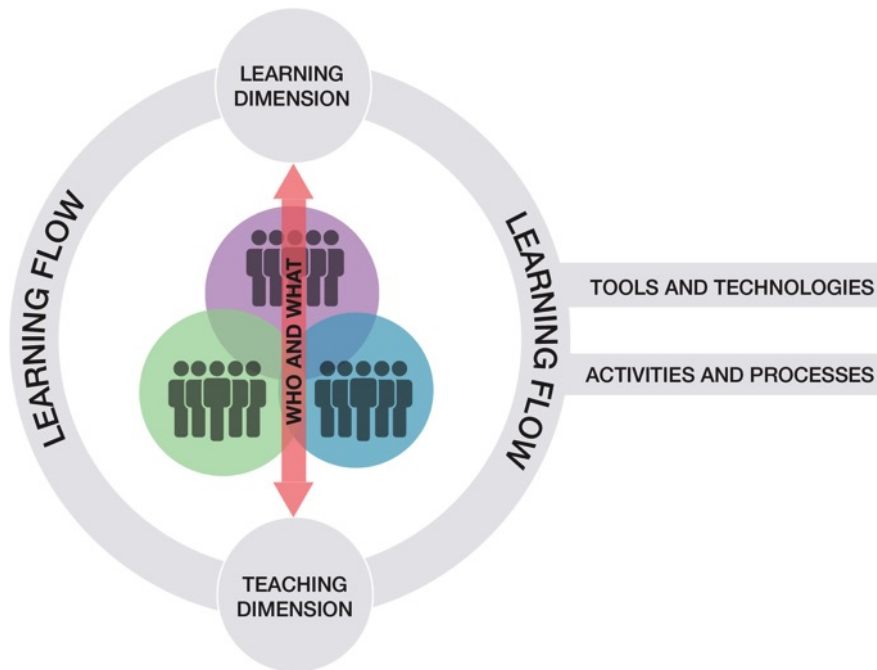 LEARNING
DIMENSION
LEARNING FLOW
WHO AND WHAT
LEARNING FLOW
TOOLS AND TECHNOLOGIES
ACTIVITIES AND PROCESSES
TEACHING
DIMENSION